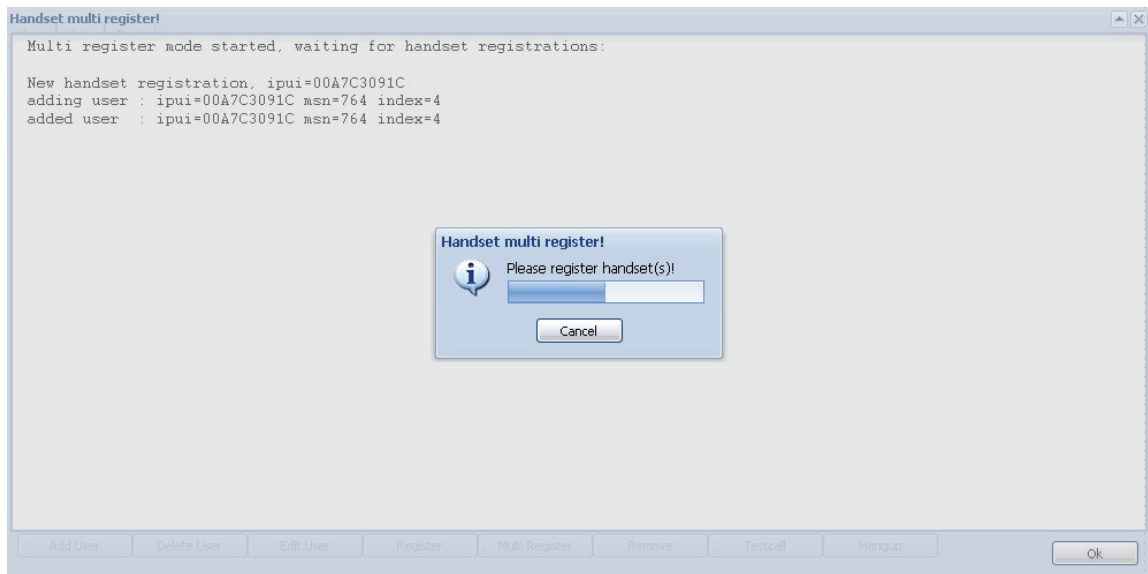 Handset multi register!
Multi register mode started, waiting for handset registrations:
New handset registration, ipui=00A7C3091C
adding user : ipui=00A7C3091C msn=764 index=4
added user  : ipui=00A7C3091C msn=764 index=4
Handset multi register!
Please register handset(s)!
Cancel
Add User Delete User Edit User Register Multi Register Remove Testcall Hangup
Ok